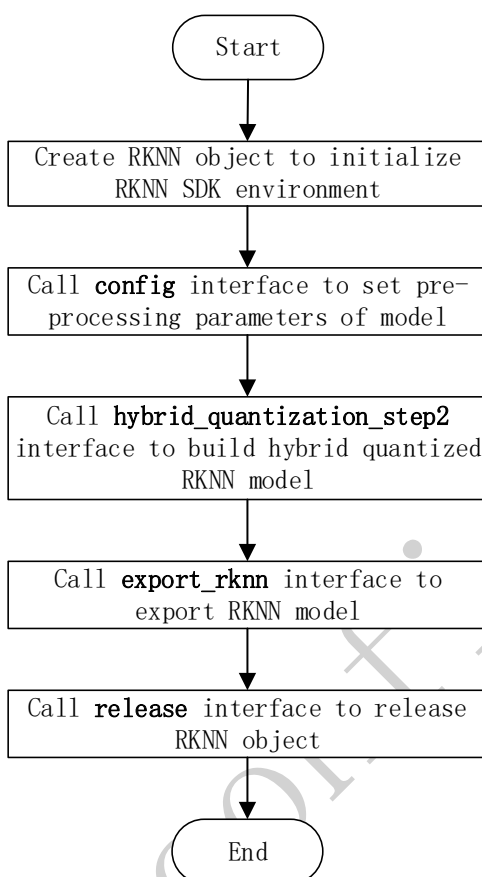 Start
Create RKNN object to initialize
RKNN SDK environment
Call config interface to set pre-
processing parameters of model
Call hybrid_quantization_step2
interface to build hybrid quantized
RKNN model
Call export_rknn interface to
export RKNN model
Call release interface to release
RKNN object
End